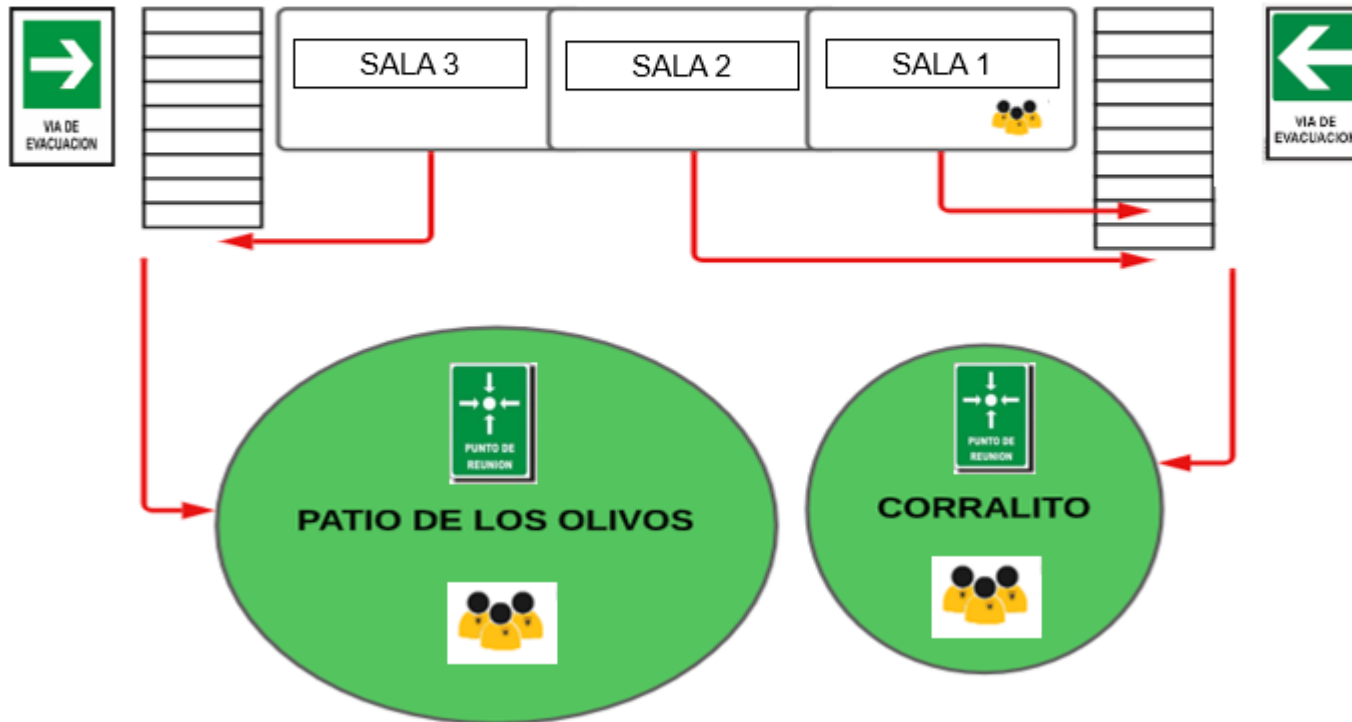 VIA DE
EVACUACION
SALA 3
SALA 2
SALA 1
VIA DE
EVACUACION
PUNTO DE
REUNION
PATIO DE LOS OLIVOS
PUNTO DE
REUNION
CORRALITO